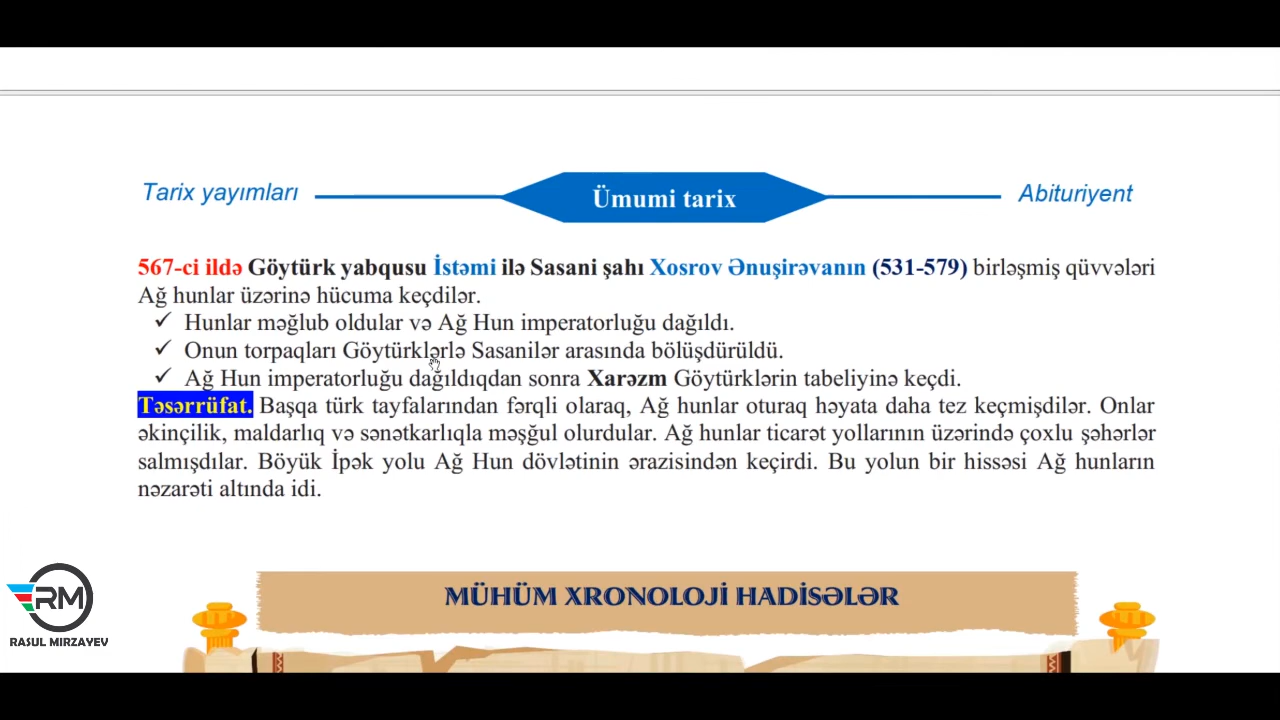 Tarix yayımları
Ümumi tarix
Abituriyent
567-ci ildə Göytürk yabqusu İstəmi ilə Sasani şahı Xosrov Ənuşirəvanın (531-579) birləşmiş qüvvələri
Ağ hunlar üzərinə hücuma keçdilər.
✓ Hunlar məğlub oldular və Ağ Hun imperatorluğu dağıldı.
✓ Onun torpaqları Göytürklərlə Sasanilər arasında bölüşdürüldü.
✓ Ağ Hun imperatorluğu dağıldıqdan sonra Xarəzm Göytürklərin tabeliyinə keçdi.
Təsərrüfat. Başqa türk tayfalarından fərqli olaraq, Ağ hunlar oturaq həyata daha tez keçmişdilər. Onlar
əkinçilik, maldarlıq və sənətkarlıqla məşğul olurdular. Ağ hunlar ticarət yollarının üzərində çoxlu şəhərlər
salmışdılar. Böyük İpək yolu Ağ Hun dövlətinin ərazisindən keçirdi. Bu yolun bir hissəsi Ağ hunların
nəzarəti altında idi.
MÜHÜM XRONOLOJİ HADİSƏLƏR
RM
RASUL MIRZAYEV